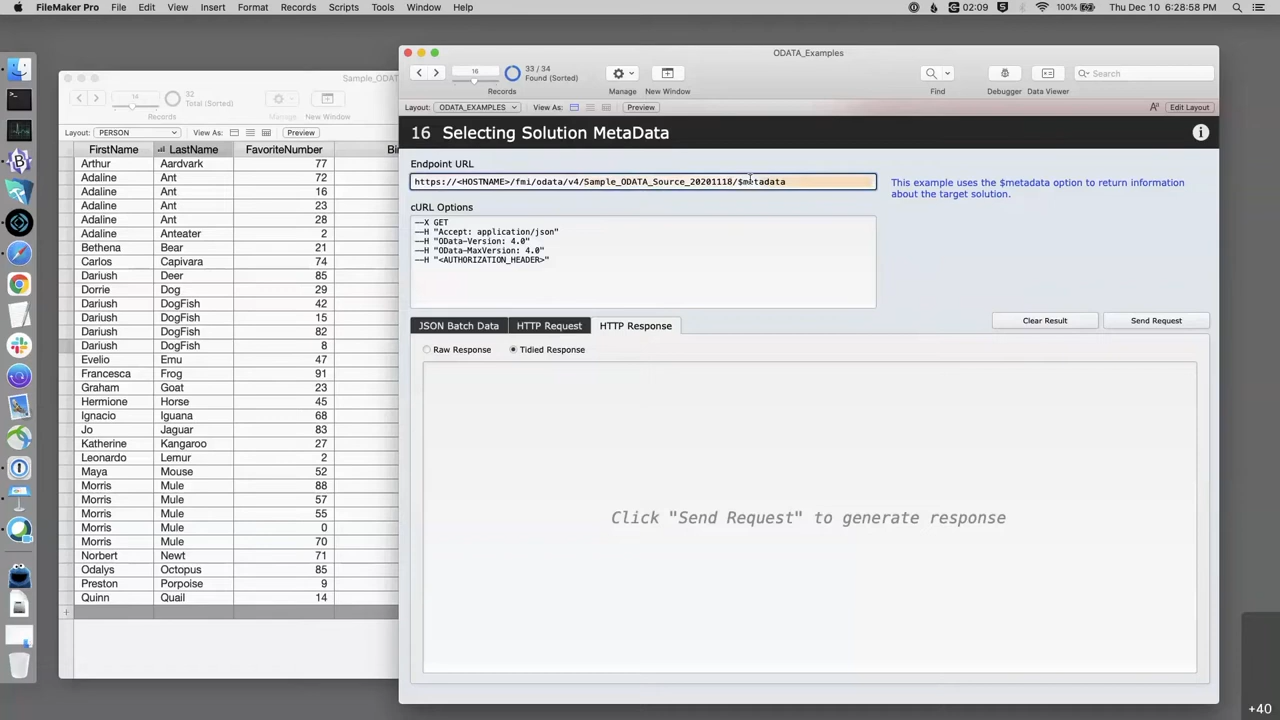 FileMaker Pro File Edit View Insert Format Records Scripts Tools Window Help 02:09 100% Thu Dec 10 6:28:58 PM
Sample_ODAT
14 32 Total (Sorted)
Records Manage New Window
Layout: PERSON View As: Preview
FirstName LastName FavoriteNumber Bi
Arthur Aardvark 77
Adaline Ant 72
Adaline Ant 16
Adaline Ant 23
Adaline Ant 28
Adaline Anteater 2
Bethena Bear 21
Carlos Capivara 74
Dariush Deer 85
Dorrie Dog 29
Dariush DogFish 42
Dariush DogFish 15
Dariush DogFish 82
Dariush DogFish 8
Evelio Emu 47
Francesca Frog 91
Graham Goat 23
Hermione Horse 45
Ignacio Iguana 68
Jo Jaguar 83
Katherine Kangaroo 27
Leonardo Lemur 2
Maya Mouse 52
Morris Mule 88
Morris Mule 57
Morris Mule 55
Morris Mule 0
Morris Mule 70
Norbert Newt 71
Odalys Octopus 85
Preston Porpoise 9
Quinn Quail 14
ODATA_Examples
16 33 / 34 Found (Sorted) Search
Records Manage New Window Find Debugger Data Viewer
Layout: ODATA_EXAMPLES View As: Preview Edit Layout
16 Selecting Solution MetaData
Endpoint URL
https://<HOSTNAME>/fmi/odata/v4/Sample_ODATA_Source_20201118/$metadata
This example uses the $metadata option to return information
about the target solution.
cURL Options
--X GET
--H "Accept: application/json"
--H "OData-Version: 4.0"
--H "OData-MaxVersion: 4.0"
--H "<AUTHORIZATION_HEADER>"
JSON Batch Data HTTP Request HTTP Response Clear Result Send Request
Raw Response Tidied Response
Click "Send Request" to generate response
+40